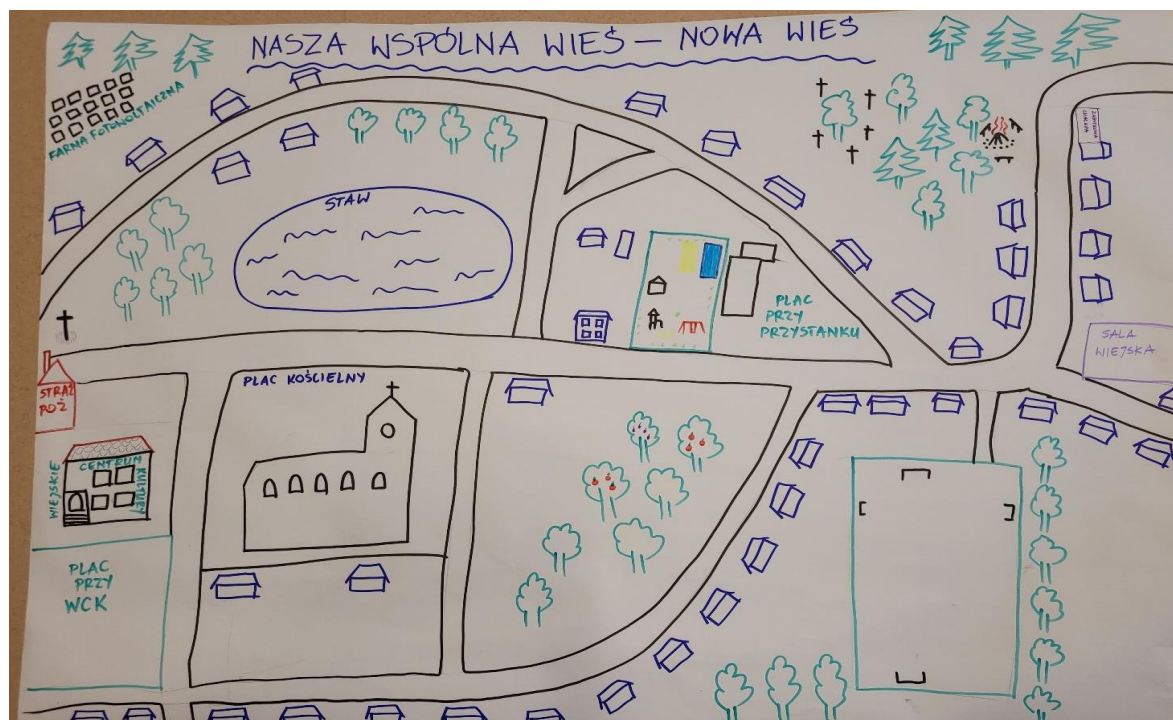 NASZA WSPÓLNA WIEŚ — NOWA WIEŚ
FARMA FOTOWOLTAICZNA
STAW
PLAC
PRZY
PRZYSTANKU
SALA
WIEJSKA
STRAŻ
POŻ
PLAC KOŚCIELNY
WIEJSKIE
CENTRUM
KULTURY
PLAC
PRZY
WCK